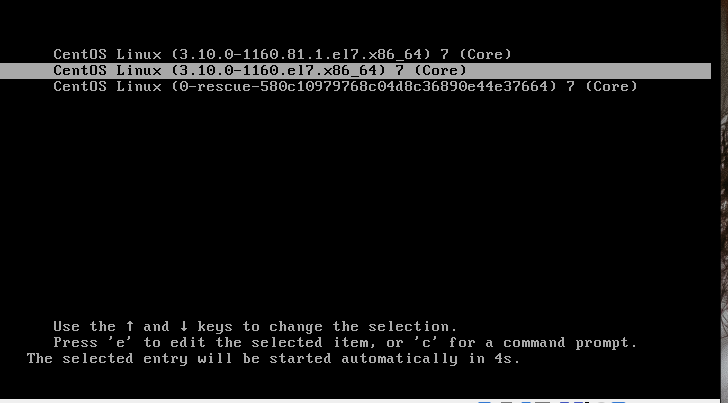 CentOS Linux (3.10.0-1160.81.1.el7.x86_64) 7 (Core)
CentOS Linux (3.10.0-1160.el7.x86_64) 7 (Core)
CentOS Linux (0-rescue-580c10979768c04d8c36890e44e37664) 7 (Core)
Use the ↑ and ↓ keys to change the selection.
Press 'e' to edit the selected item, or 'c' for a command prompt.
The selected entry will be started automatically in 4s.